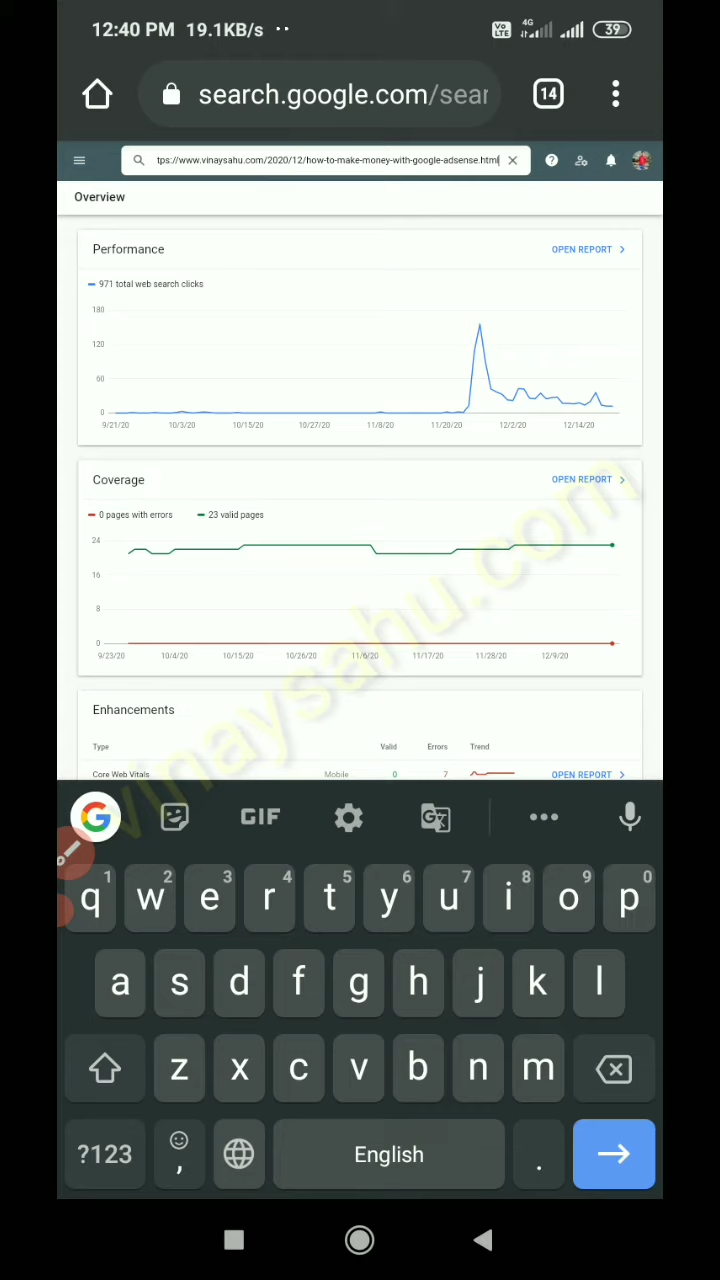 12:40 PM 19.1KB/s ··
Vo LTE 4G 39
search.google.com/sear
14
tps://www.vinaysahu.com/2020/12/how-to-make-money-with-google-adsense.html
Overview
Performance OPEN REPORT
971 total web search clicks
180
120
60
0
9/21/20 10/3/20 10/15/20 10/27/20 11/8/20 11/20/20 12/2/20 12/14/20
Coverage OPEN REPORT
0 pages with errors 23 valid pages
24
16
8
0
9/23/20 10/4/20 10/15/20 10/26/20 11/6/20 11/17/20 11/28/20 12/9/20
vinaysahu.com
Enhancements
Type Valid Errors Trend
Core Web Vitals Mobile 0 7 OPEN REPORT
G GIF G ···
q 1 w 2 e 3 r 4 t 5 y 6 u 7 i 8 o 9 p 0
a s d f g h j k l
z x c v b n m
?123 , English .